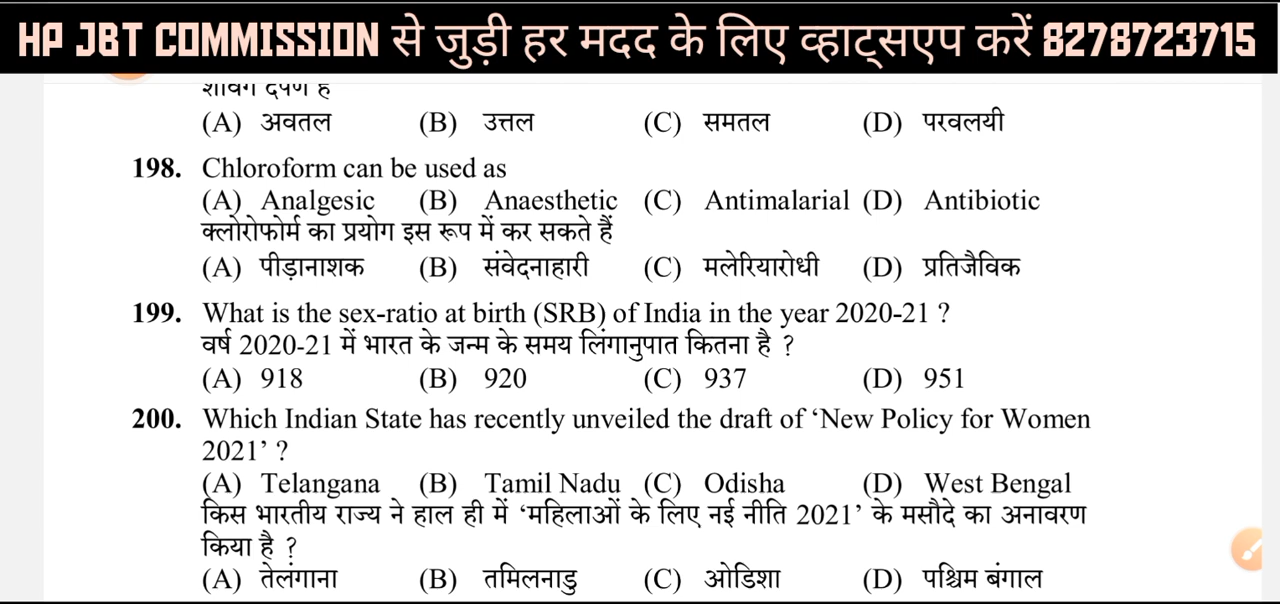 HP JBT COMMISSION से जुड़ी हर मदद के लिए व्हाट्सएप करें 8278723715
दर्पण है
(A) अवतल (B) उत्तल (C) समतल (D) परवलयी
198. Chloroform can be used as
(A) Analgesic (B) Anaesthetic (C) Antimalarial (D) Antibiotic
क्लोरोफोर्म का प्रयोग इस रूप में कर सकते हैं
(A) पीड़ानाशक (B) संवेदनाहारी (C) मलेरियारोधी (D) प्रतिजैविक
199. What is the sex-ratio at birth (SRB) of India in the year 2020-21 ?
वर्ष 2020-21 में भारत के जन्म के समय लिंगानुपात कितना है ?
(A) 918 (B) 920 (C) 937 (D) 951
200. Which Indian State has recently unveiled the draft of ‘New Policy for Women
2021’ ?
(A) Telangana (B) Tamil Nadu (C) Odisha (D) West Bengal
किस भारतीय राज्य ने हाल ही में ‘महिलाओं के लिए नई नीति 2021’ के मसौदे का अनावरण
किया है ?
(A) तेलंगाना (B) तमिलनाडु (C) ओडिशा (D) पश्चिम बंगाल